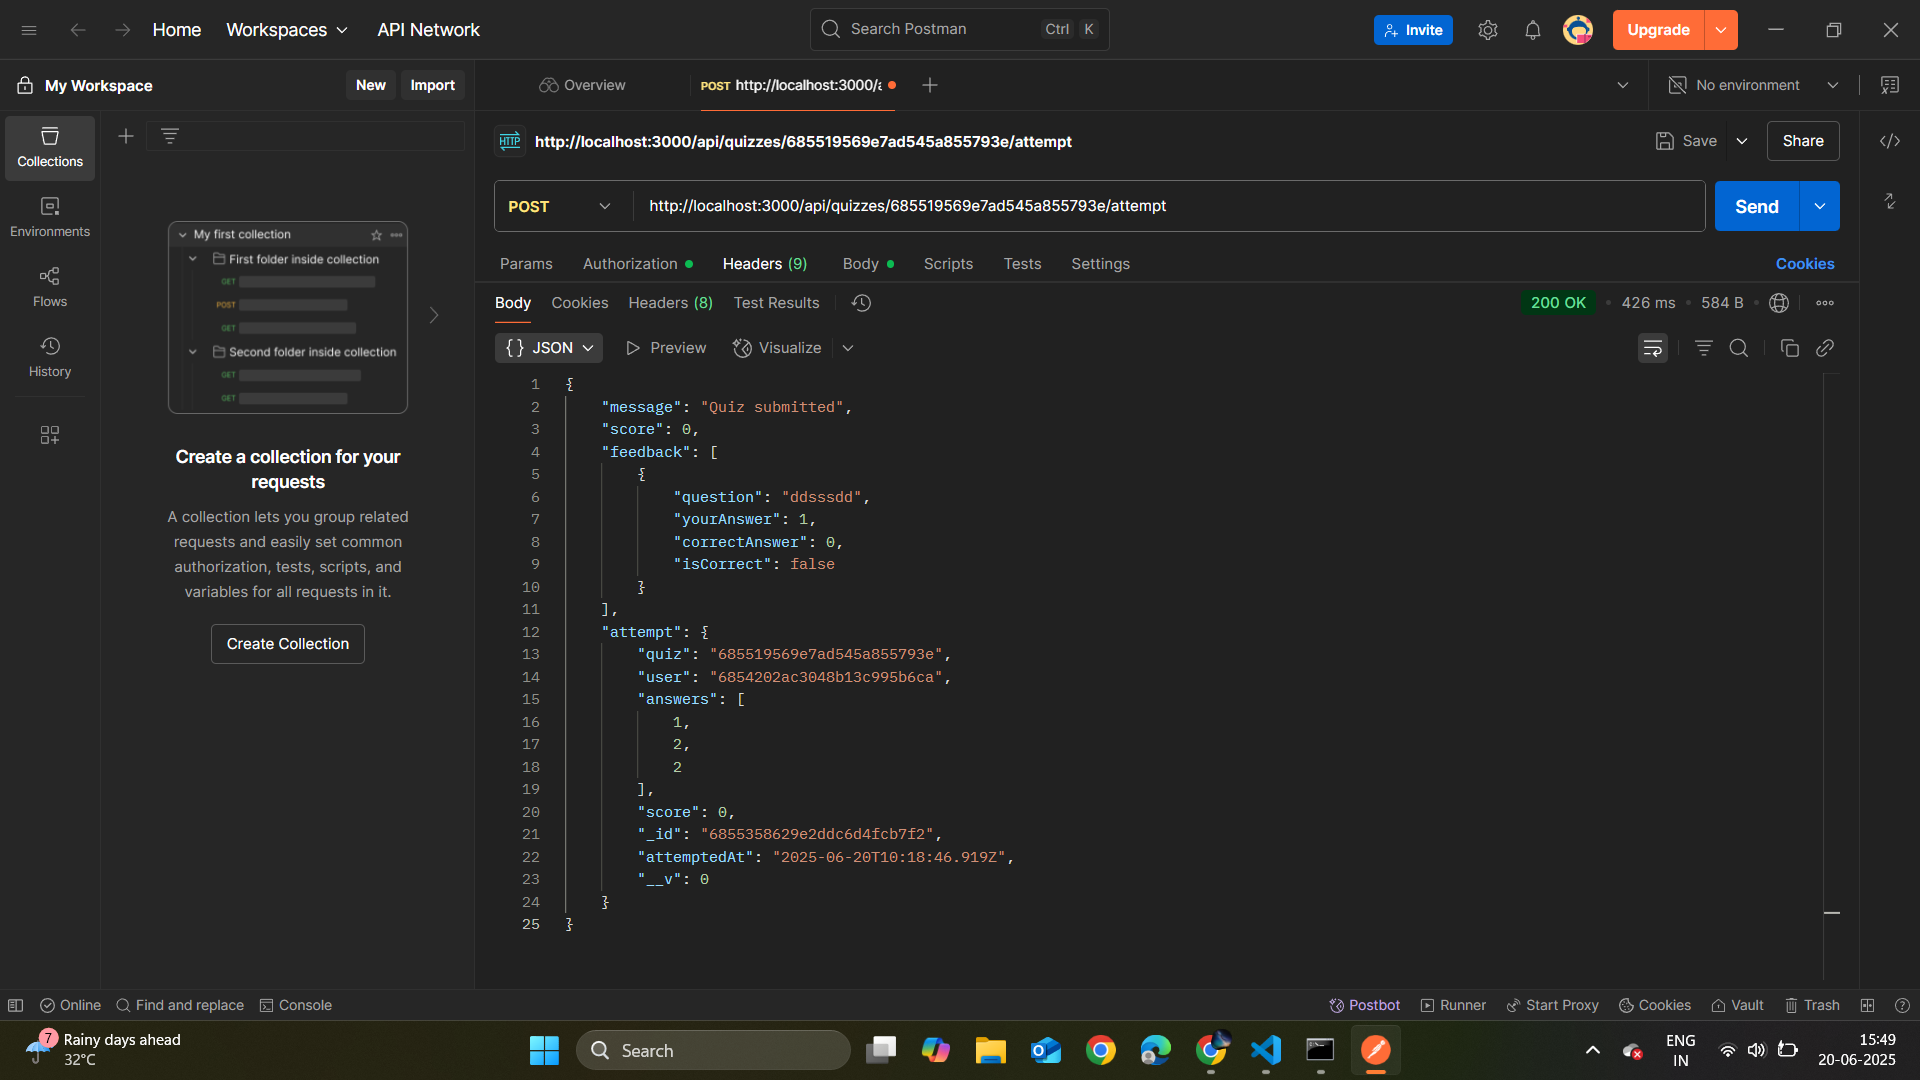 Home
Workspaces
API Network
Search Postman
Ctrl K
Invite
Upgrade
My Workspace
New
Import
Overview
POST http://localhost:3000/a
No environment
Collections
Environments
Flows
History
My first collection
First folder inside collection
GET
POST
GET
Second folder inside collection
GET
GET
Create a collection for your
requests
A collection lets you group related
requests and easily set common
authorization, tests, scripts, and
variables for all requests in it.
Create Collection
HTTP http://localhost:3000/api/quizzes/685519569e7ad545a855793e/attempt
Save
Share
POST http://localhost:3000/api/quizzes/685519569e7ad545a855793e/attempt
Send
Params Authorization Headers (9) Body Scripts Tests Settings
Cookies
Body Cookies Headers (8) Test Results
200 OK • 426 ms • 584 B
{} JSON Preview Visualize
1 {
2 "message": "Quiz submitted",
3 "score": 0,
4 "feedback": [
5 {
6 "question": "ddsssdd",
7 "yourAnswer": 1,
8 "correctAnswer": 0,
9 "isCorrect": false
10 }
11 ],
12 "attempt": {
13 "quiz": "685519569e7ad545a855793e",
14 "user": "6854202ac3048b13c995b6ca",
15 "answers": [
16 1,
17 2,
18 2
19 ],
20 "score": 0,
21 "_id": "6855358629e2ddc6d4fcb7f2",
22 "attemptedAt": "2025-06-20T10:18:46.919Z",
23 "__v": 0
24 }
25 }
Online Find and replace Console
Postbot Runner Start Proxy Cookies Vault Trash
7
Rainy days ahead
32°C
Search
ENG
IN
15:49
20-06-2025